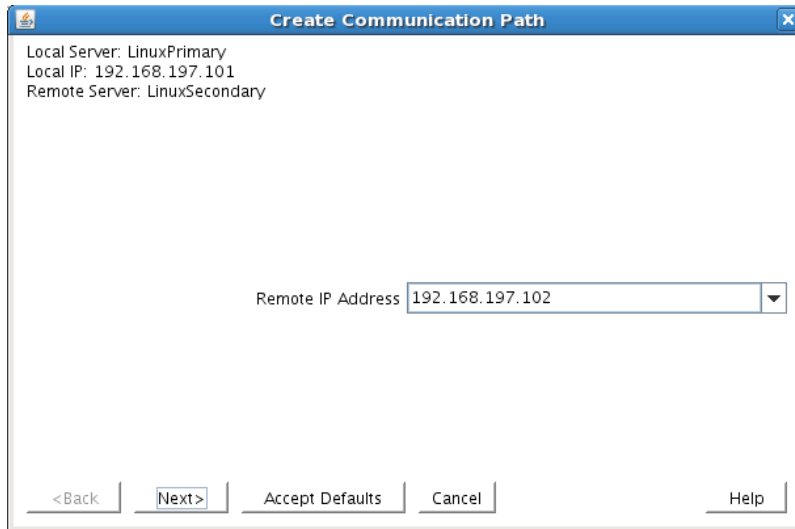 Create Communication Path
Local Server: LinuxPrimary
Local IP: 192.168.197.101
Remote Server: LinuxSecondary
Remote IP Address 192.168.197.102
<Back Next> Accept Defaults Cancel Help